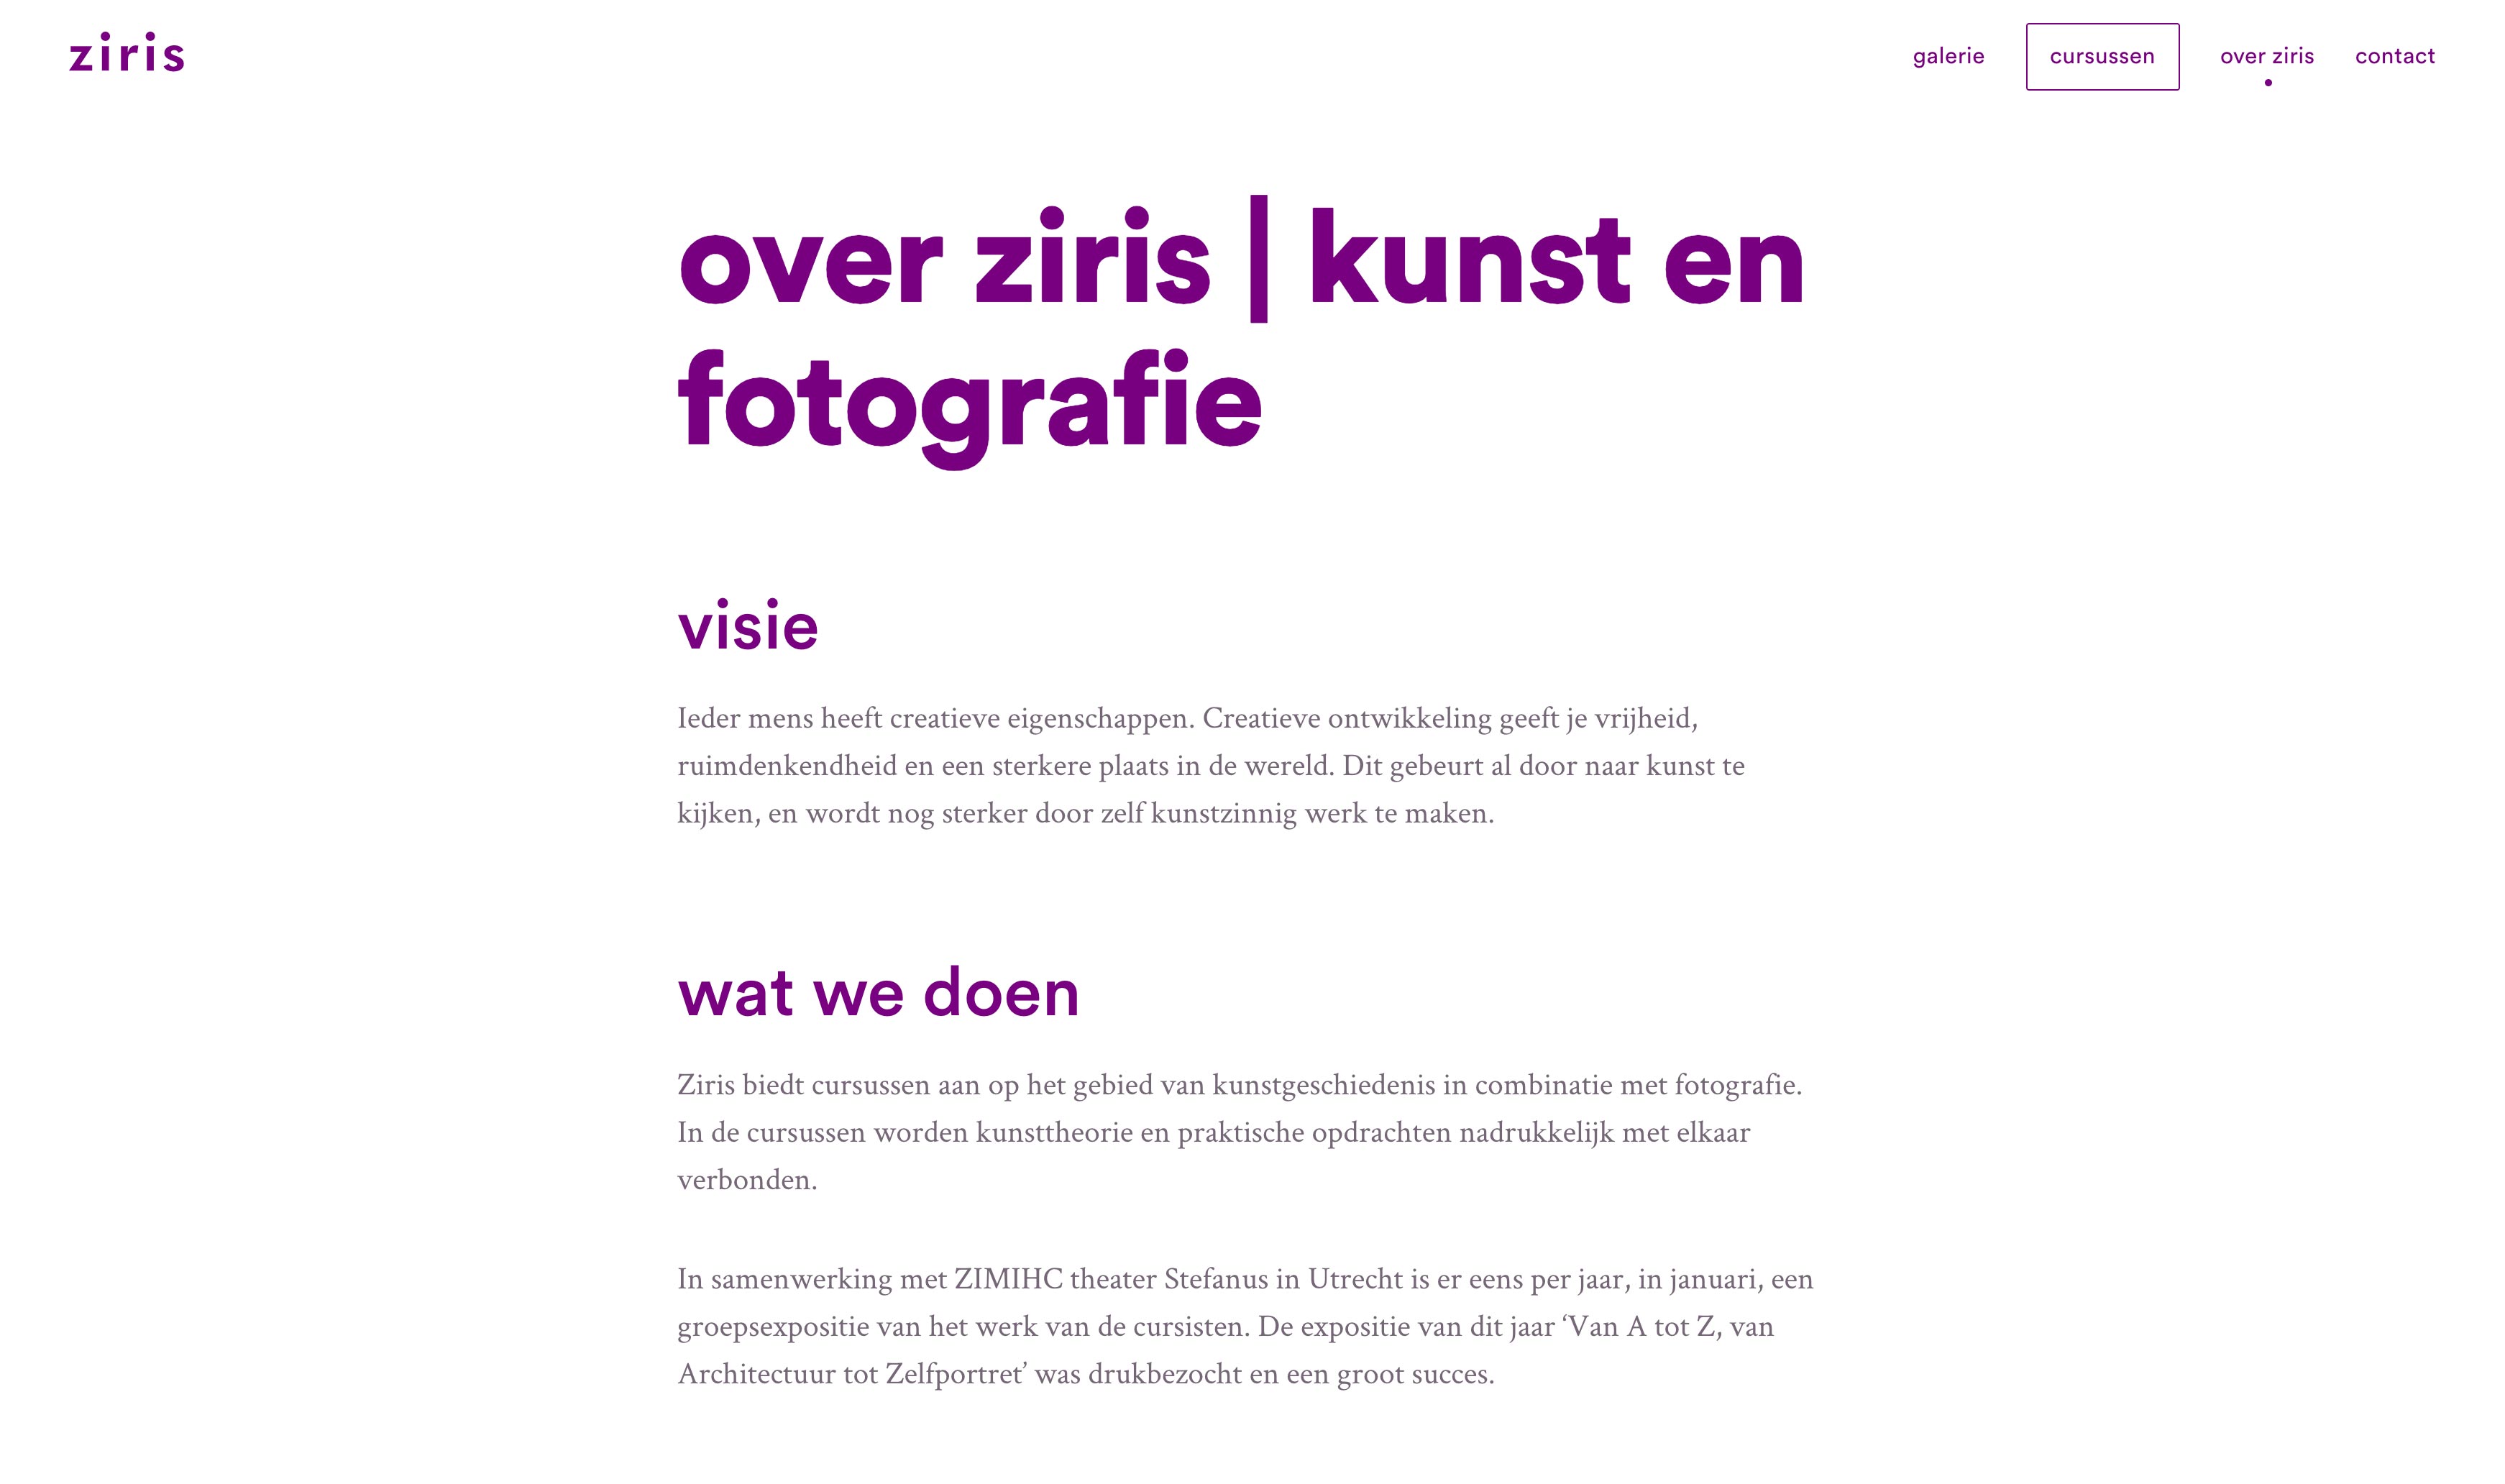 ziris
galerie
cursussen
over ziris
contact
over ziris | kunst en
fotografie
visie
Ieder mens heeft creatieve eigenschappen. Creatieve ontwikkeling geeft je vrijheid,
ruimdenkendheid en een sterkere plaats in de wereld. Dit gebeurt al door naar kunst te
kijken, en wordt nog sterker door zelf kunstzinnig werk te maken.
wat we doen
Ziris biedt cursussen aan op het gebied van kunstgeschiedenis in combinatie met fotografie.
In de cursussen worden kunsttheorie en praktische opdrachten nadrukkelijk met elkaar
verbonden.
In samenwerking met ZIMIHC theater Stefanus in Utrecht is er eens per jaar, in januari, een
groepsexpositie van het werk van de cursisten. De expositie van dit jaar ‘Van A tot Z, van
Architectuur tot Zelfportret’ was drukbezocht en een groot succes.